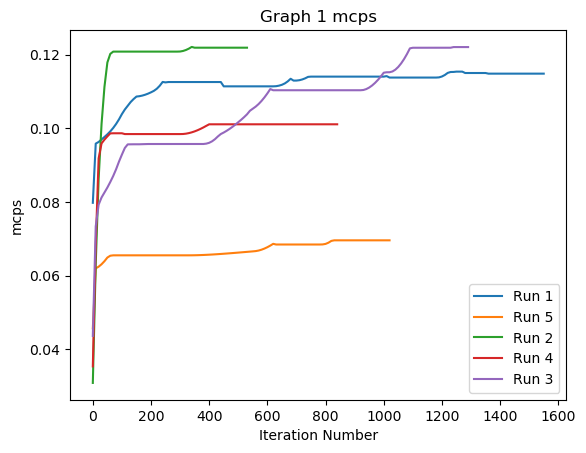 Graph 1 mcps
mcps
0.12
0.10
0.08
0.06
0.04
0
200
400
600
800
1000
1200
1400
1600
Iteration Number
Run 1
Run 5
Run 2
Run 4
Run 3